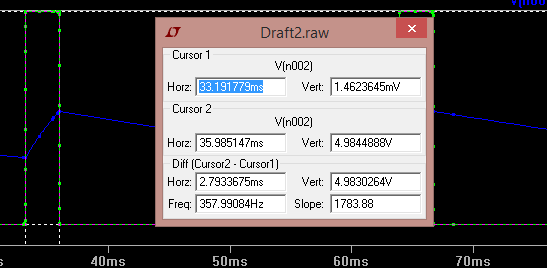 Draft2.raw
Cursor 1
V(n002)
Horz: 33.191779ms Vert: 1.4623645mV
Cursor 2
V(n002)
Horz: 35.985147ms Vert: 4.9844888V
Diff (Cursor2 - Cursor1)
Horz: 2.7933675ms Vert: 4.9830264V
Freq: 357.99084Hz Slope: 1783.88
40ms 50ms 60ms 70ms